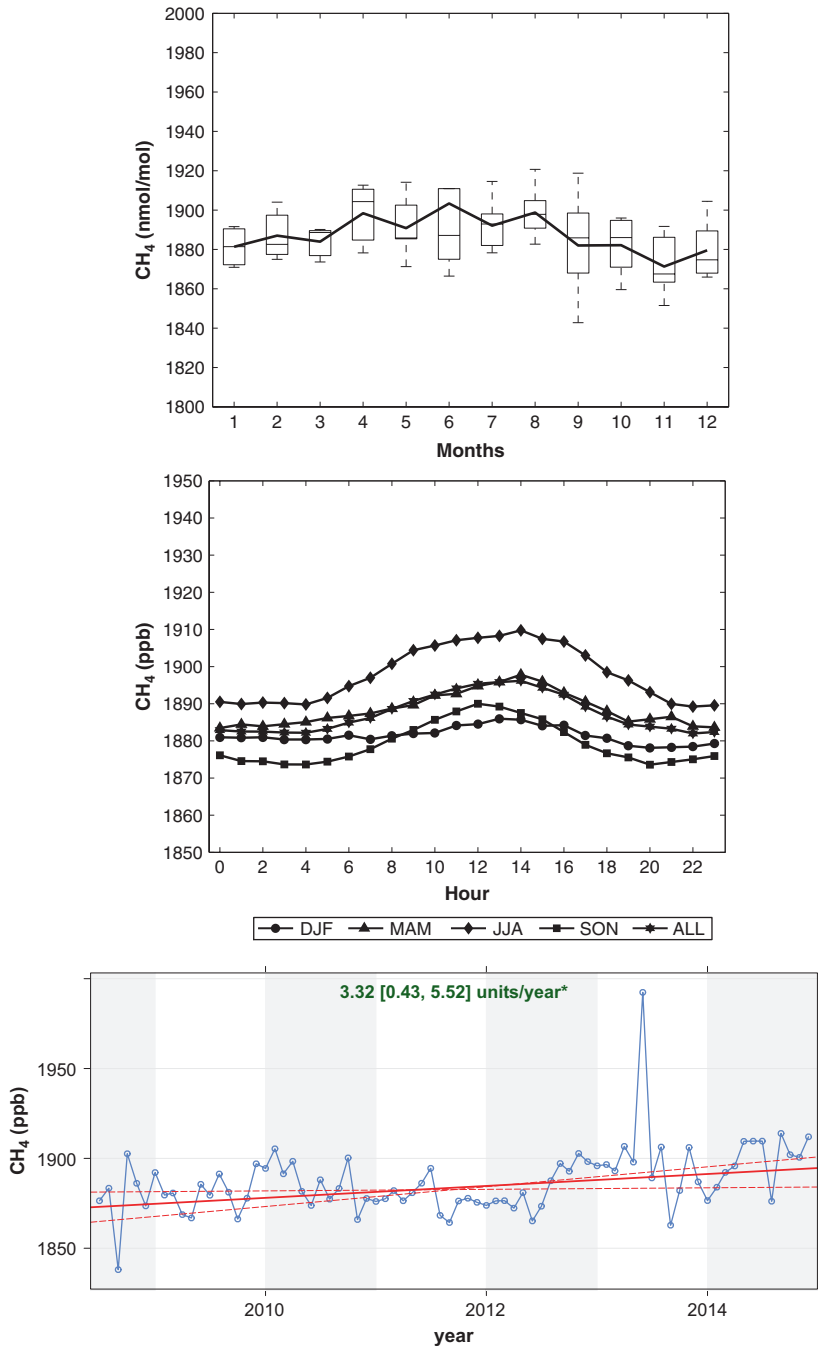 2000
1980
1960
1940
1920
1900
1880
1860
1840
1820
1800
CH₄ (nmol/mol)
1 2 3 4 5 6 7 8 9 10 11 12
Months
1950
1940
1930
1920
1910
1900
1890
1880
1870
1860
1850
CH₄ (ppb)
0 2 4 6 8 10 12 14 16 18 20 22
Hour
DJF MAM JJA SON ALL
3.32 [0.43, 5.52] units/year*
1950
1900
1850
CH₄ (ppb)
2010 2012 2014
year